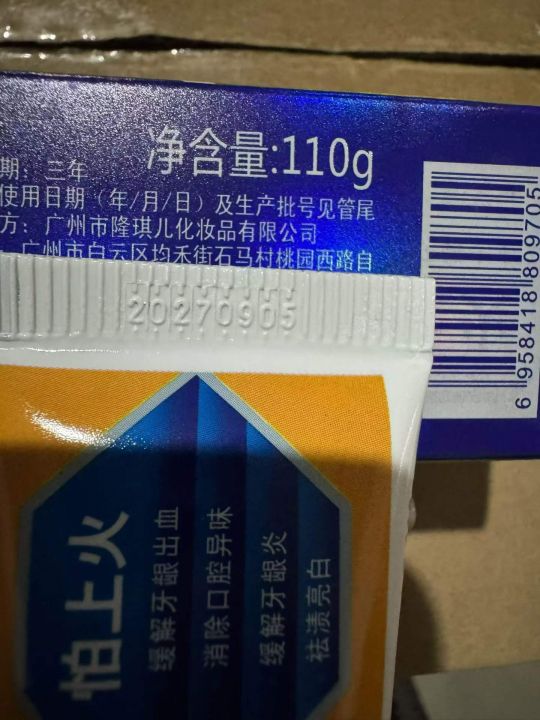 净含量:110g
期：三年
使用日期（年/月/日）及生产批号见管尾
方：广州市隆琪儿化妆品有限公司
广州市白云区均禾街石马村桃园西路自
6 958418 809705
20270905
怕上火
缓解牙龈出血
消除口腔异味
缓解牙龈炎
祛渍亮白